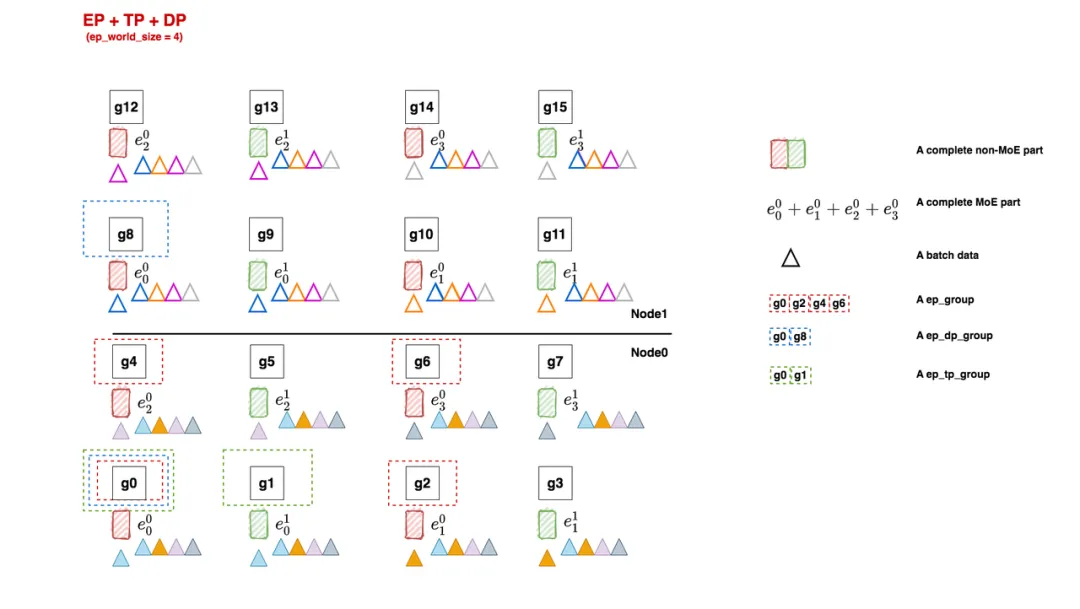 EP + TP + DP
(ep_world_size = 4)
g12 g13 g14 g15
e_2^0 e_2^1 e_3^0 e_3^1
g8 g9 g10 g11
e_0^0 e_0^1 e_1^0 e_1^1
Node1
Node0
g4 g5 g6 g7
e_2^0 e_2^1 e_3^0 e_3^1
g0 g1 g2 g3
e_0^0 e_0^1 e_1^0 e_1^1
A complete non-MoE part
e_0^0 + e_1^0 + e_2^0 + e_3^0 A complete MoE part
A batch data
g0 g2 g4 g6 A ep_group
g0 g8 A ep_dp_group
g0 g1 A ep_tp_group